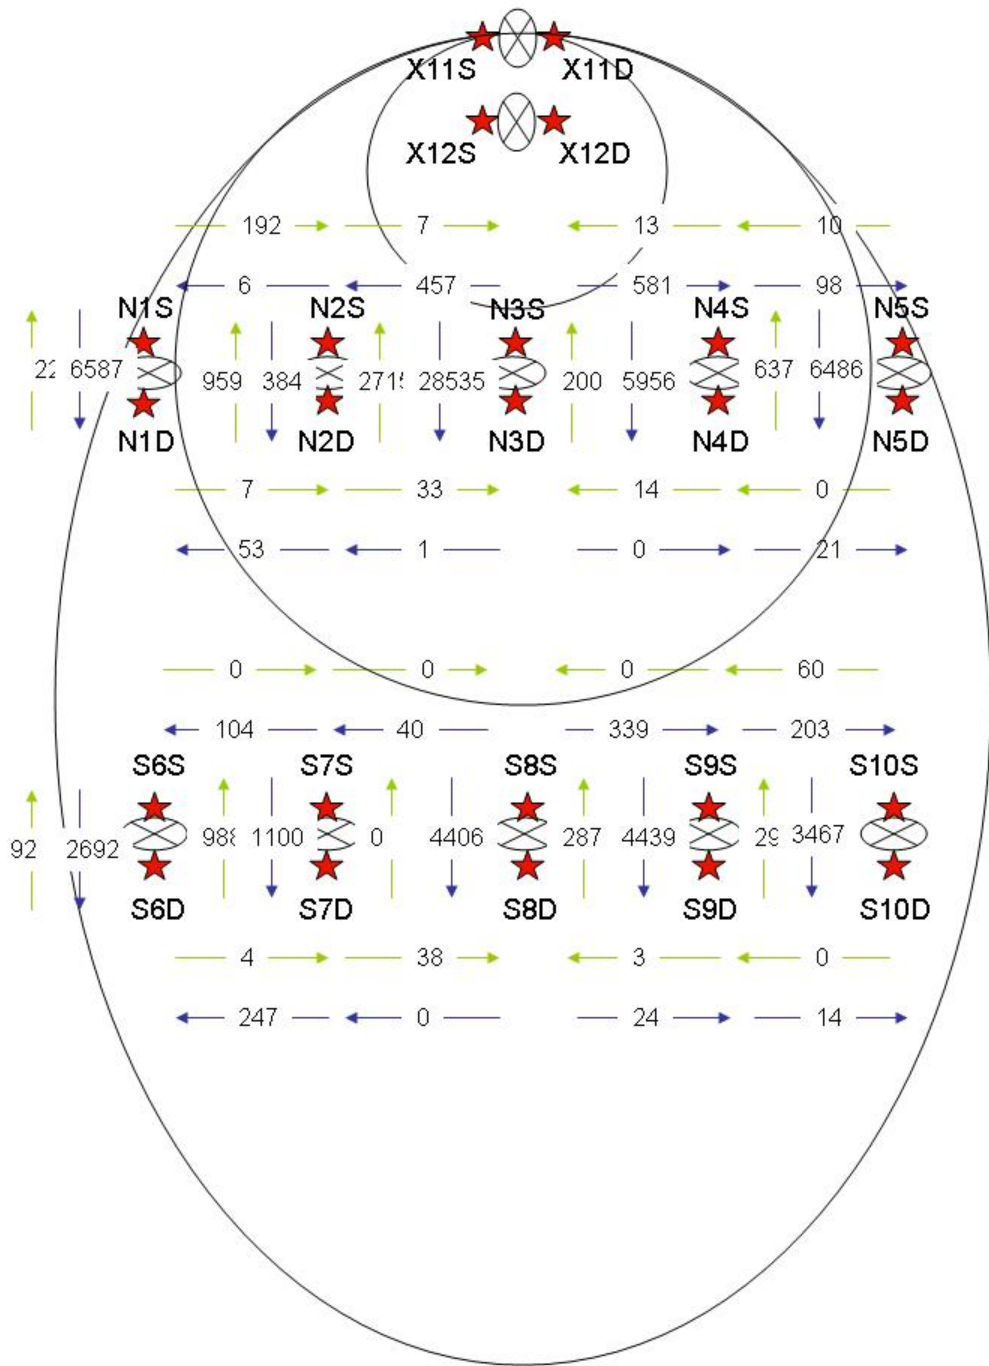 X11S X11D
X12S X12D
192 7 13 10
6 457 581 98
N1S N2S N3S N4S N5S
6587 959 384 28535 200 5956 637 6486
N1D N2D N3D N4D N5D
7 33 14 0
53 1 0 21
0 0 0 60
104 40 339 203
S6S S7S S8S S9S S10S
92 2692 1100 0 4406 287 4439 3467
S6D S7D S8D S9D S10D
4 38 3 0
247 0 24 14